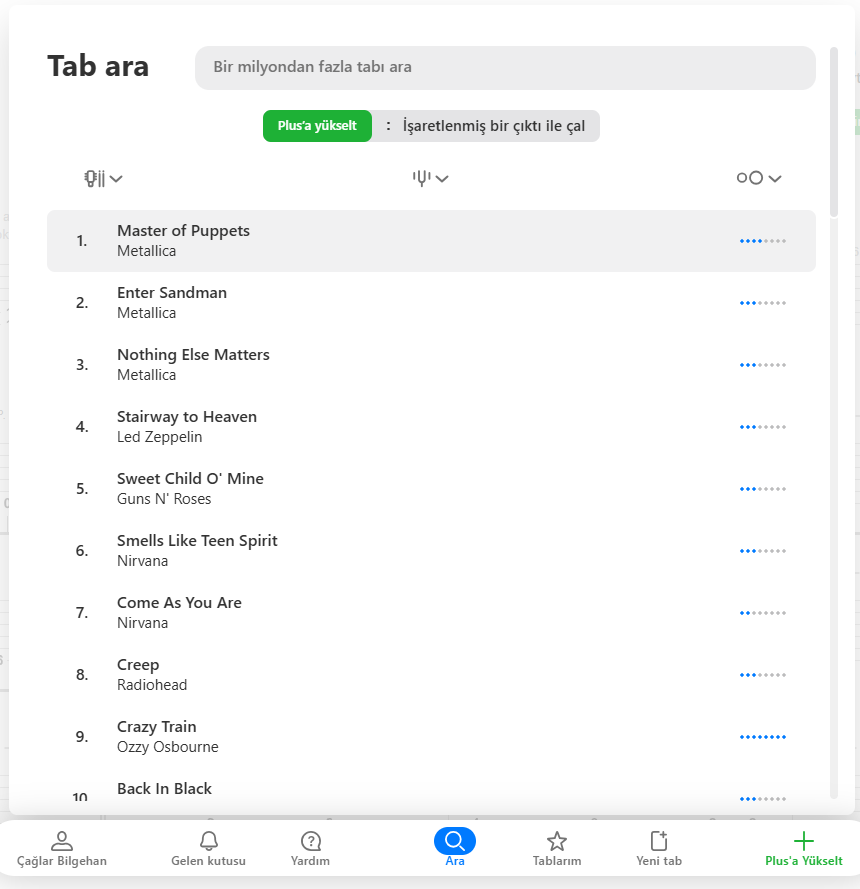 Tab ara
Bir milyondan fazla tabı ara
Plus'a yükselt : İşaretlenmiş bir çıktı ile çal
1.
Master of Puppets
Metallica
2.
Enter Sandman
Metallica
3.
Nothing Else Matters
Metallica
4.
Stairway to Heaven
Led Zeppelin
5.
Sweet Child O' Mine
Guns N' Roses
6.
Smells Like Teen Spirit
Nirvana
7.
Come As You Are
Nirvana
8.
Creep
Radiohead
9.
Crazy Train
Ozzy Osbourne
10
Back In Black
Çağlar Bilgehan
Gelen kutusu
Yardım
Ara
Tablarım
Yeni tab
Plus'a Yükselt